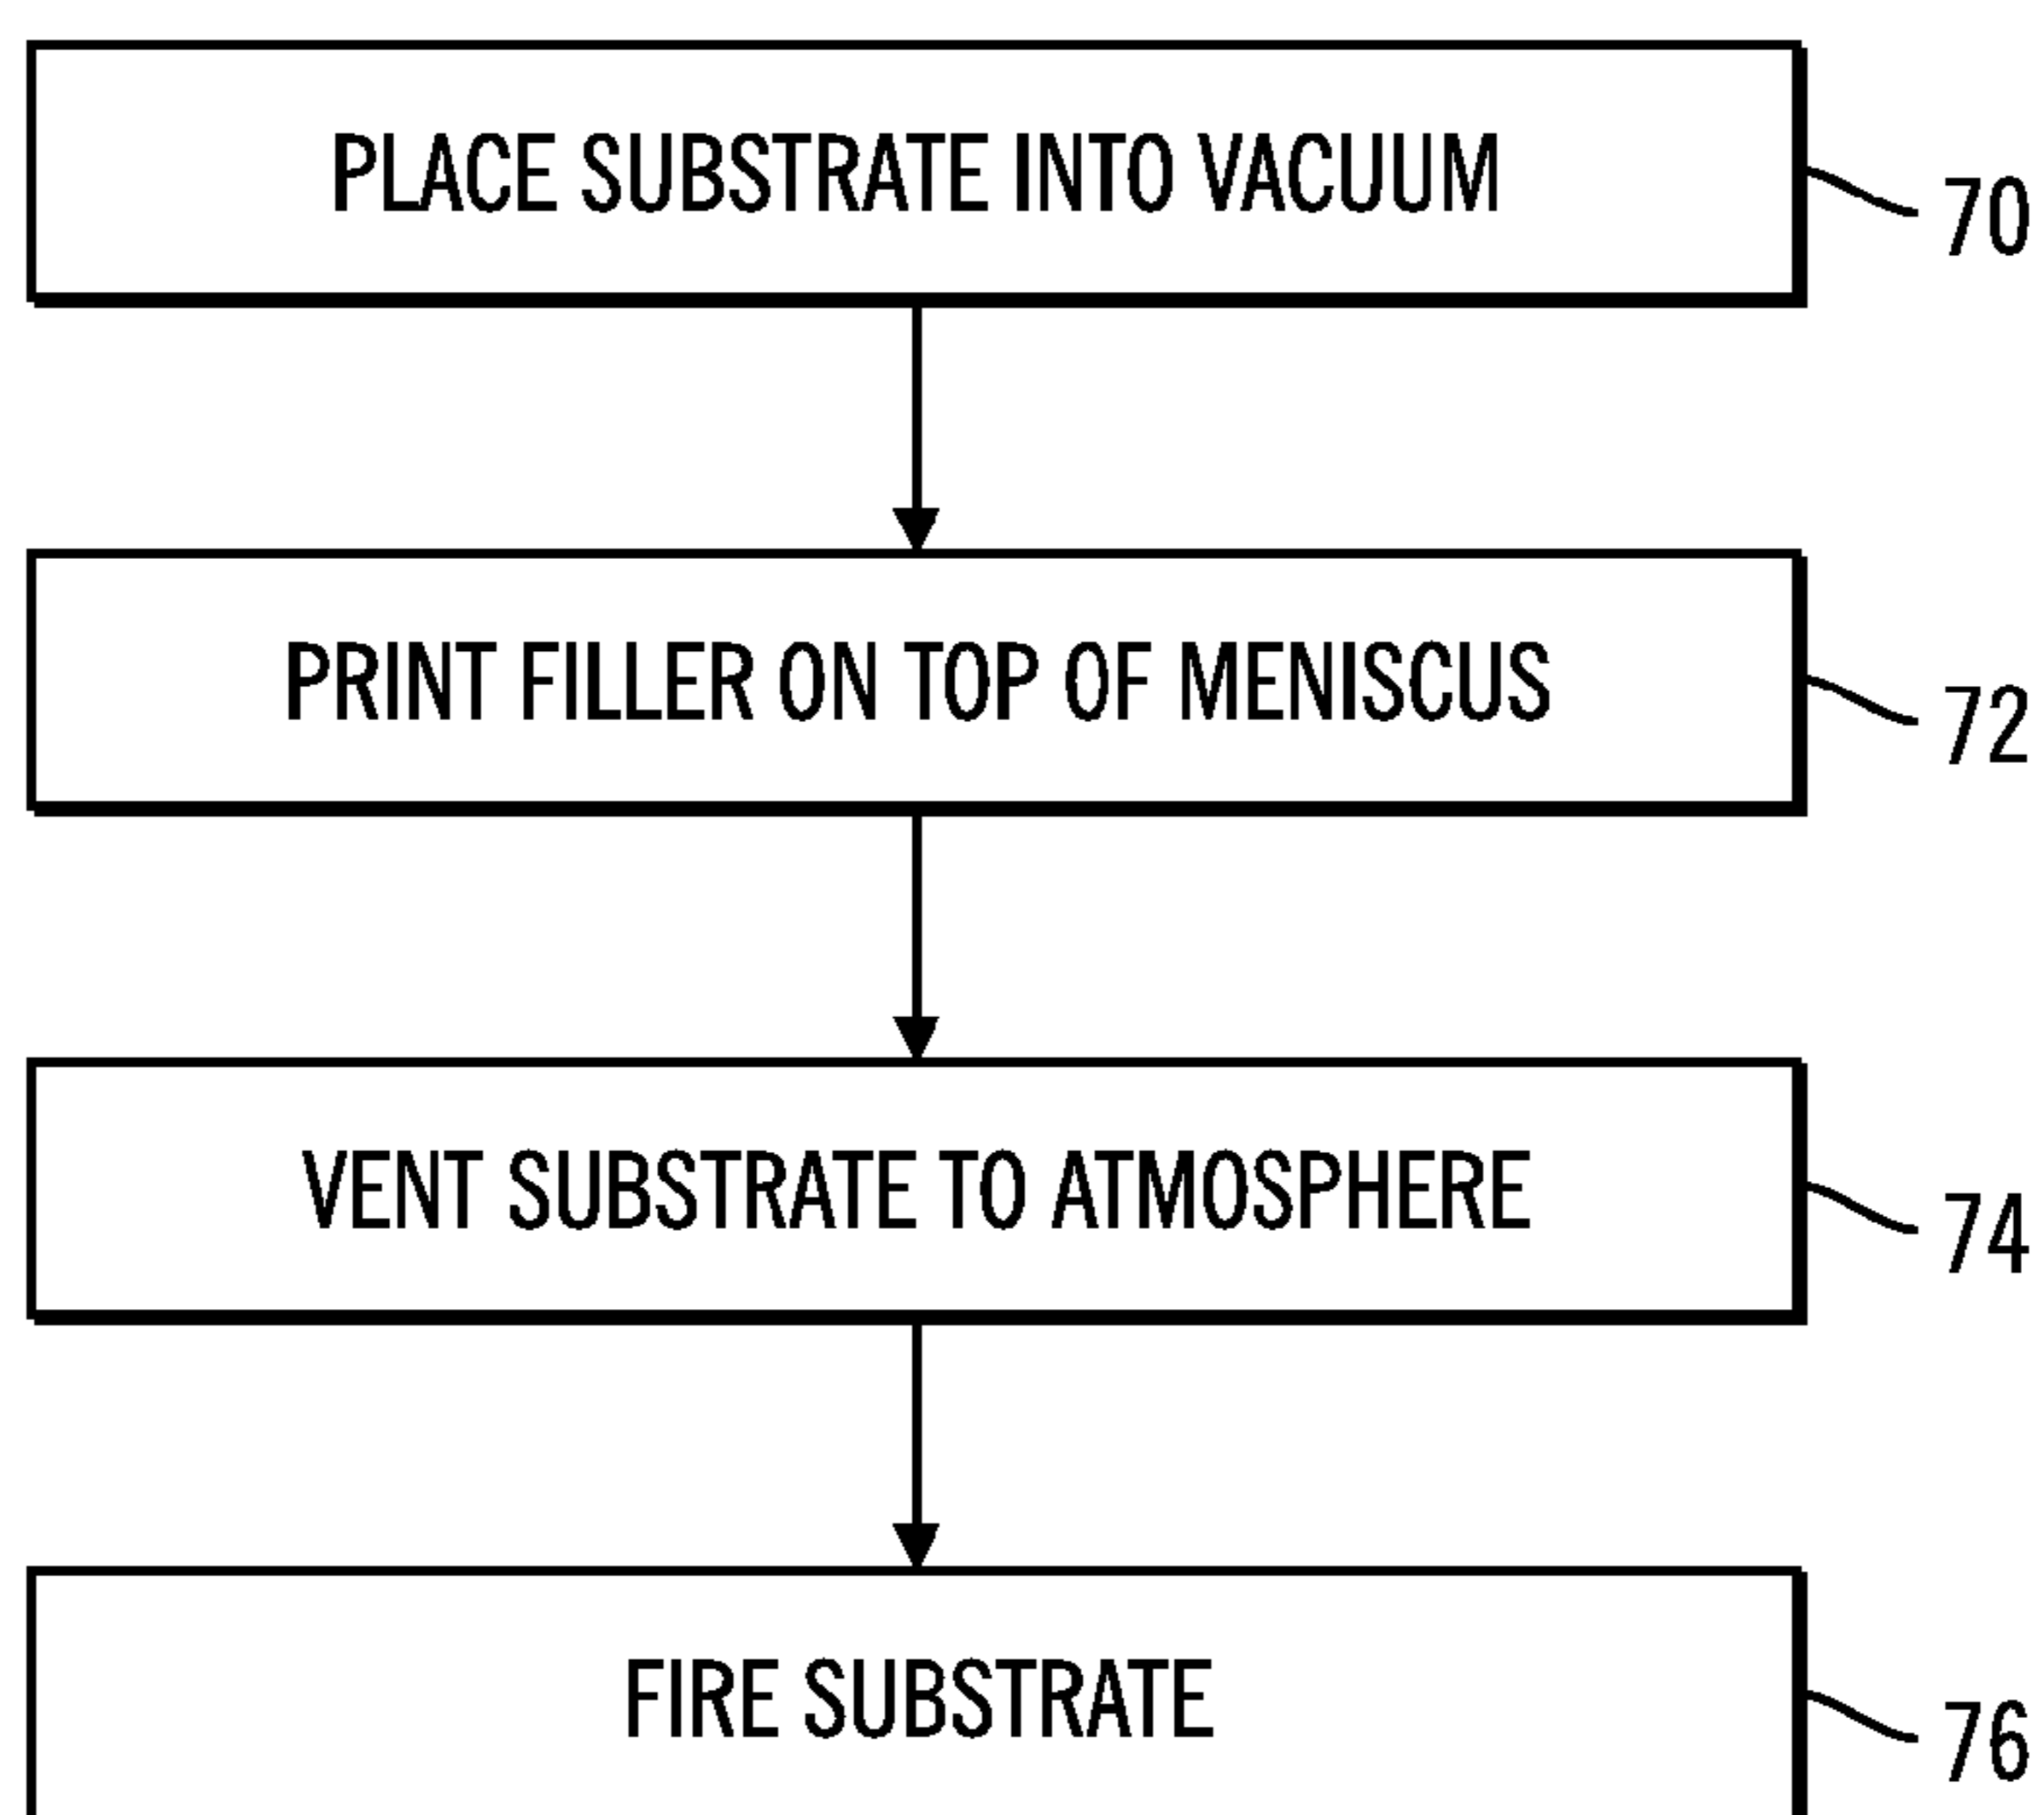 PLACE SUBSTRATE INTO VACUUM
70
PRINT FILLER ON TOP OF MENISCUS
72
VENT SUBSTRATE TO ATMOSPHERE
74
FIRE SUBSTRATE
76